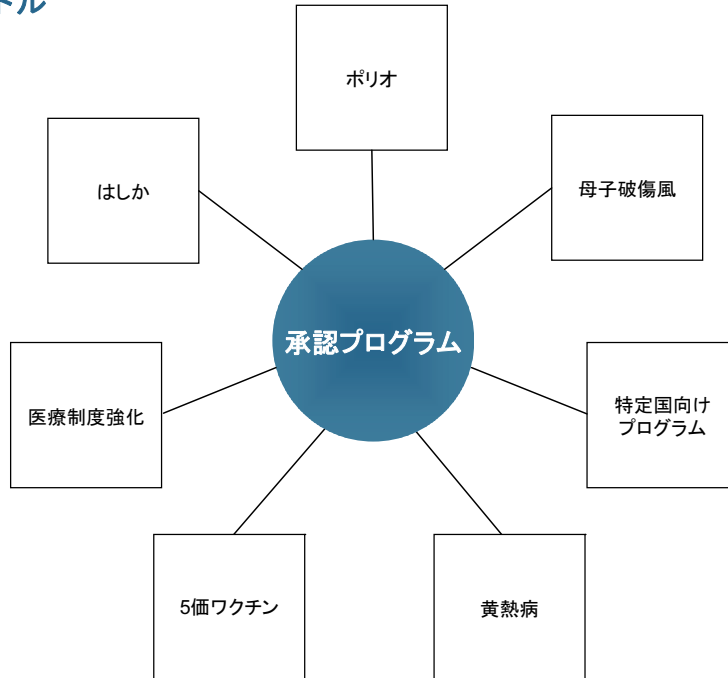 トル
ポリオ
はしか
母子破傷風
承認プログラム
医療制度強化
特定国向け
プログラム
5価ワクチン
黄熱病